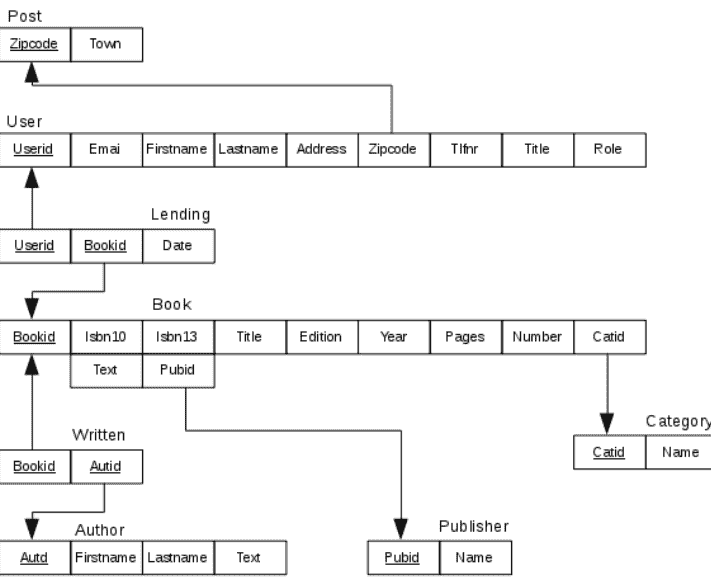 Post
Zipcode Town
User
Userid Emai Firstname Lastname Address Zipcode Tlfnr Title Role
Lending
Userid Bookid Date
Book
Bookid Isbn10 Isbn13 Title Edition Year Pages Number Catid
Text Pubid
Category
Written
Catid Name
Bookid Autid
Author
Publisher
Autd Firstname Lastname Text
Pubid Name